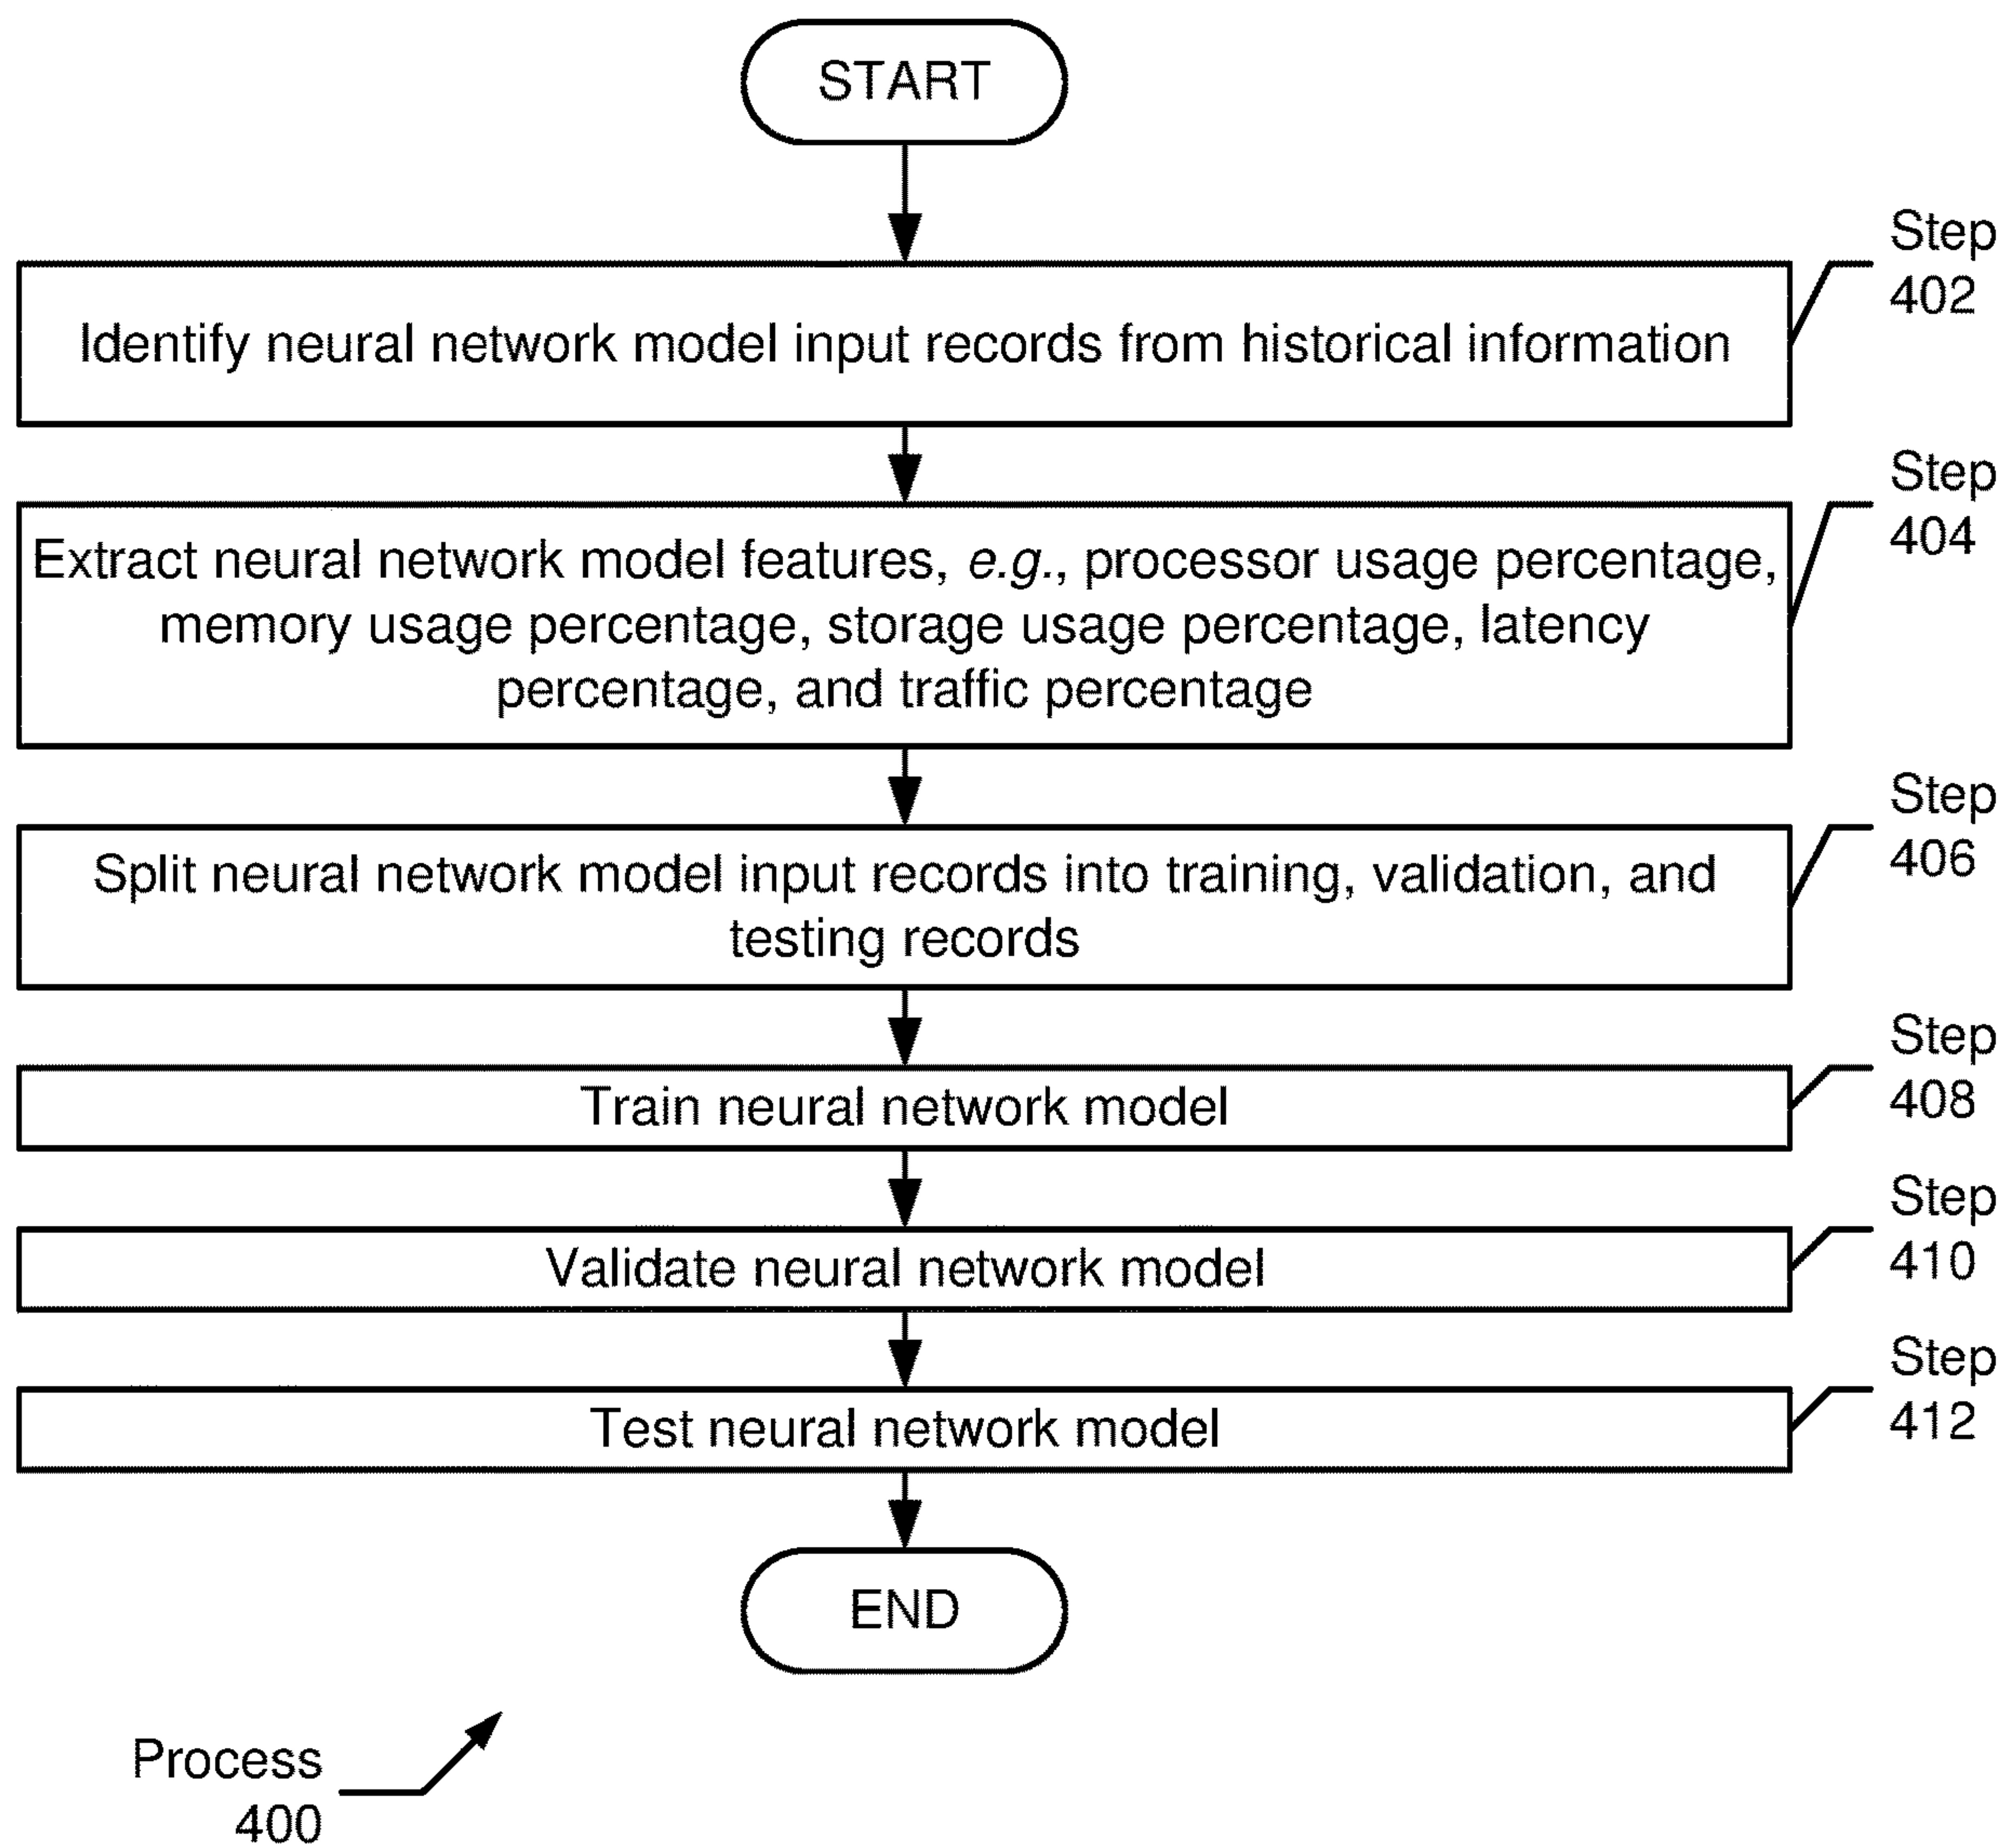 START
Step
402
Identify neural network model input records from historical information
Step
404
Extract neural network model features, e.g., processor usage percentage,
memory usage percentage, storage usage percentage, latency
percentage, and traffic percentage
Step
406
Split neural network model input records into training, validation, and
testing records
Step
408
Train neural network model
Step
410
Validate neural network model
Step
412
Test neural network model
END
Process
400